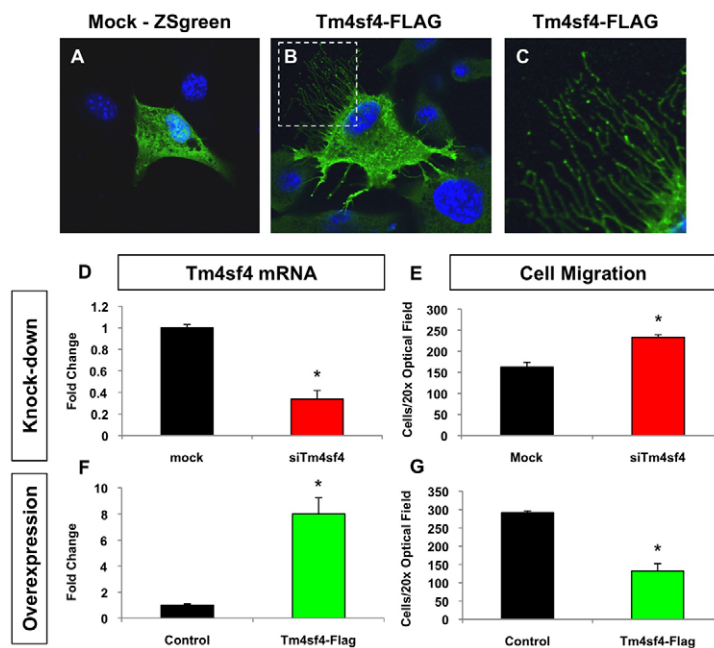 Mock - ZSgreen
Tm4sf4-FLAG
Tm4sf4-FLAG
A
B
C
D
Tm4sf4 mRNA
E
Cell Migration
Knock-down
Fold Change
1.2
1
0.8
0.6
0.4
0.2
0
*
mock
siTm4sf4
Cells/20x Optical Field
300
250
200
150
100
50
0
*
Mock
siTm4sf4
Overexpression
F
Fold Change
10
8
6
4
2
0
*
Control
Tm4sf4-Flag
G
Cells/20x Optical Field
350
300
250
200
150
100
50
0
*
Control
Tm4sf4-Flag